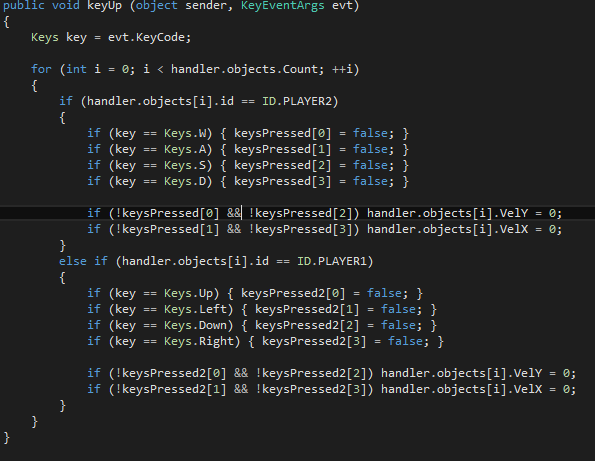 public void keyUp (object sender, KeyEventArgs evt)
{
    Keys key = evt.KeyCode;

    for (int i = 0; i < handler.objects.Count; ++i)
    {
        if (handler.objects[i].id == ID.PLAYER2)
        {
            if (key == Keys.W) { keysPressed[0] = false; }
            if (key == Keys.A) { keysPressed[1] = false; }
            if (key == Keys.S) { keysPressed[2] = false; }
            if (key == Keys.D) { keysPressed[3] = false; }

            if (!keysPressed[0] && !keysPressed[2]) handler.objects[i].VelY = 0;
            if (!keysPressed[1] && !keysPressed[3]) handler.objects[i].VelX = 0;
        }
        else if (handler.objects[i].id == ID.PLAYER1)
        {
            if (key == Keys.Up) { keysPressed2[0] = false; }
            if (key == Keys.Left) { keysPressed2[1] = false; }
            if (key == Keys.Down) { keysPressed2[2] = false; }
            if (key == Keys.Right) { keysPressed2[3] = false; }

            if (!keysPressed2[0] && !keysPressed2[2]) handler.objects[i].VelY = 0;
            if (!keysPressed2[1] && !keysPressed2[3]) handler.objects[i].VelX = 0;
        }
    }
}